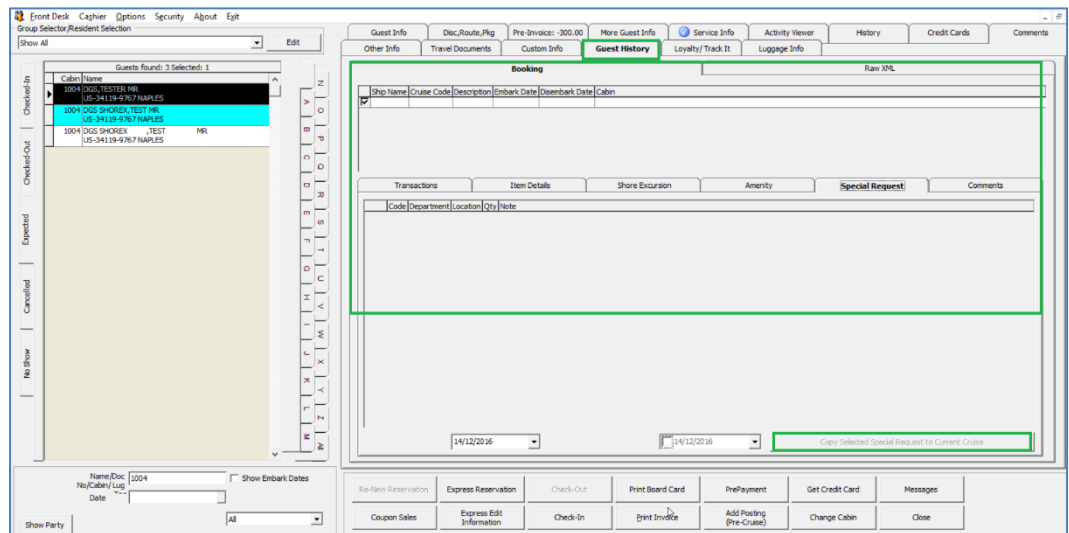 Front Desk Cashier Options Security About Exit
Group Selector/Resident Selection
Show All
Edit
Guests found: 3 Selected: 1
Cabin Name
1004 DGS,TESTER MR
US-34119-9767 NAPLES
1004 DGS SHOREX,TEST MR
US-34119-9767 NAPLES
1004 DGS SHOREX ,TEST MR
US-34119-9767 NAPLES
Checked-In
Checked-Out
Expected
Cancelled
No Show
A
B
C
D
E
F
G
H
I
J
K
L
M
N
O
P
Q
R
S
T
U
V
W
X
Y
Z
All
Name/Doc
No/Cabin/Lug
1004
Show Embark Dates
Date
Show Party
All
Guest Info Disc,Route,Pkg Pre-Invoice: -300.00 More Guest Info Service Info Activity Viewer History Credit Cards Comments
Other Info Travel Documents Custom Info Guest History Loyalty/Track It Luggage Info
Booking Raw XML
Ship Name Cruise Code Description Embark Date Disembark Date Cabin
Transactions Item Details Shore Excursion Amenity Special Request Comments
Code Department Location Qty Note
14/12/2016 14/12/2016 Copy Selected Special Request to Current Cruise
Re-New Reservation Express Reservation Check-Out Print Board Card PrePayment Get Credit Card Messages
Coupon Sales Express Edit Information Check-In Print Invoice Add Posting (Pre-Cruise) Change Cabin Close